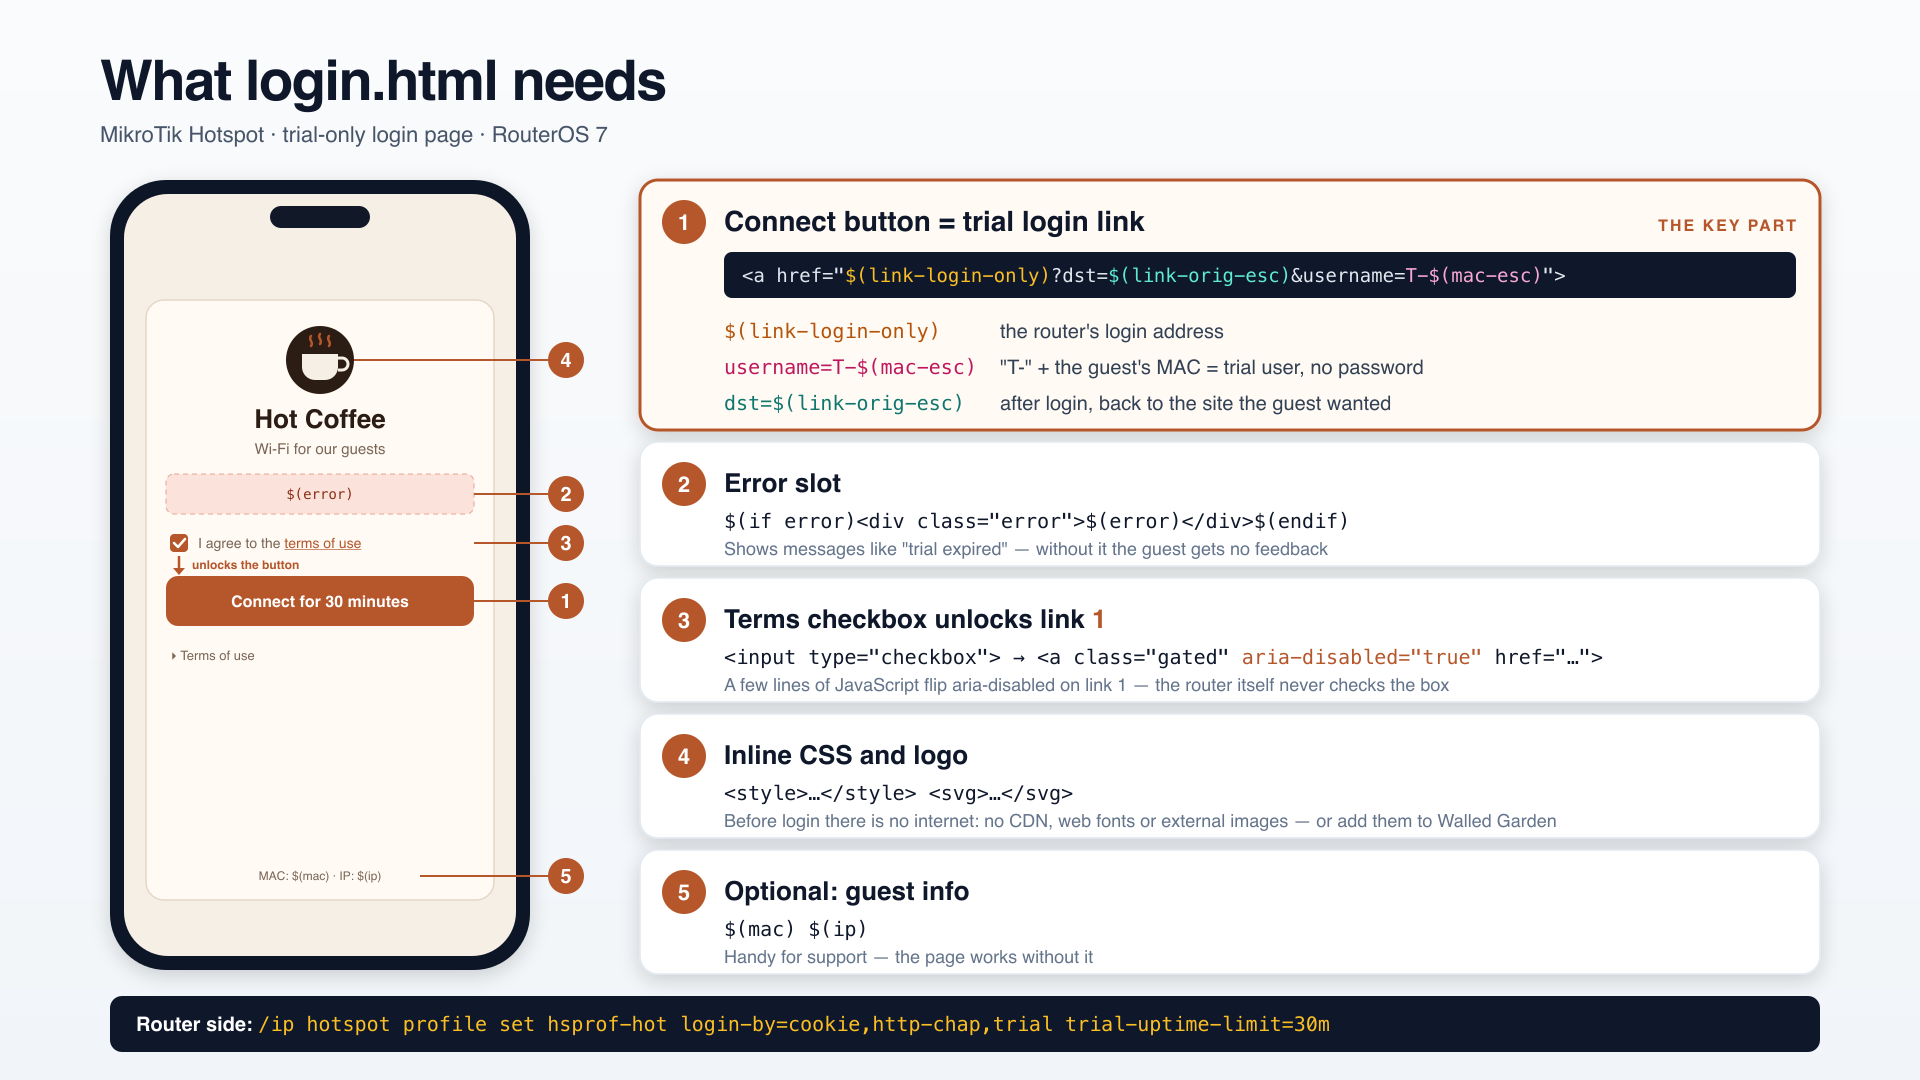 What login.html needs
MikroTik Hotspot · trial-only login page · RouterOS 7
Hot Coffee
Wi-Fi for our guests
$(error)
I agree to the terms of use
unlocks the button
Connect for 30 minutes
Terms of use
MAC: $(mac) · IP: $(ip)
4
2
3
1
5
1
Connect button = trial login link
THE KEY PART
<a href="$(link-login-only)?dst=$(link-orig-esc)&username=T-$(mac-esc)">
$(link-login-only) the router's login address
username=T-$(mac-esc) "T-" + the guest's MAC = trial user, no password
dst=$(link-orig-esc) after login, back to the site the guest wanted
2
Error slot
$(if error)<div class="error">$(error)</div>$(endif)
Shows messages like "trial expired" — without it the guest gets no feedback
3
Terms checkbox unlocks link 1
<input type="checkbox"> → <a class="gated" aria-disabled="true" href="…">
A few lines of JavaScript flip aria-disabled on link 1 — the router itself never checks the box
4
Inline CSS and logo
<style>…</style> <svg>…</svg>
Before login there is no internet: no CDN, web fonts or external images — or add them to Walled Garden
5
Optional: guest info
$(mac) $(ip)
Handy for support — the page works without it
Router side: /ip hotspot profile set hsprof-hot login-by=cookie,http-chap,trial trial-uptime-limit=30m